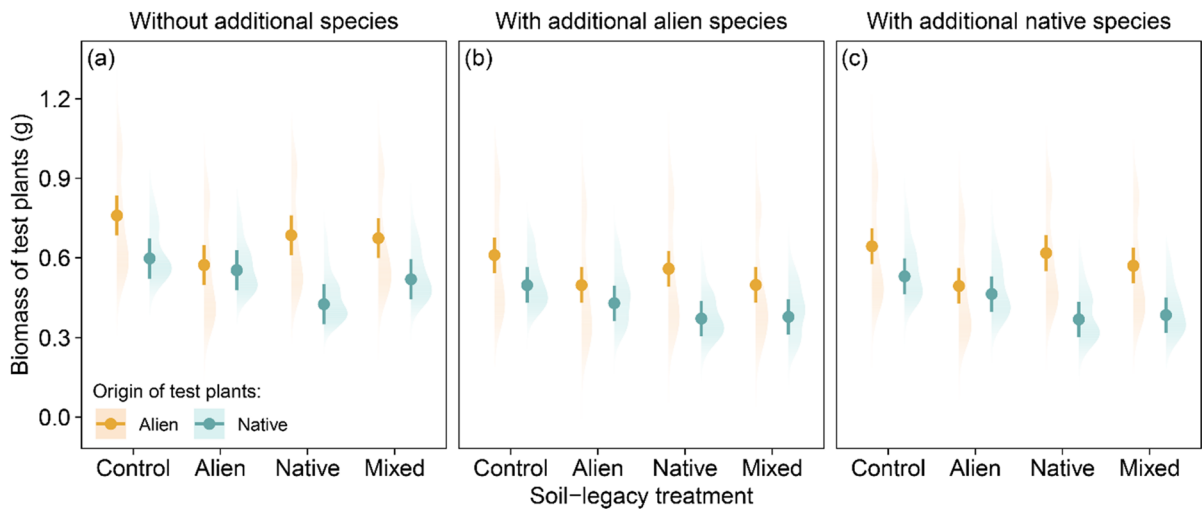 Without additional species
With additional alien species
With additional native species
(a)
(b)
(c)
Biomass of test plants (g)
1.2
0.9
0.6
0.3
0.0
Origin of test plants:
Alien
Native
Control Alien Native Mixed
Control Alien Native Mixed
Control Alien Native Mixed
Soil−legacy treatment